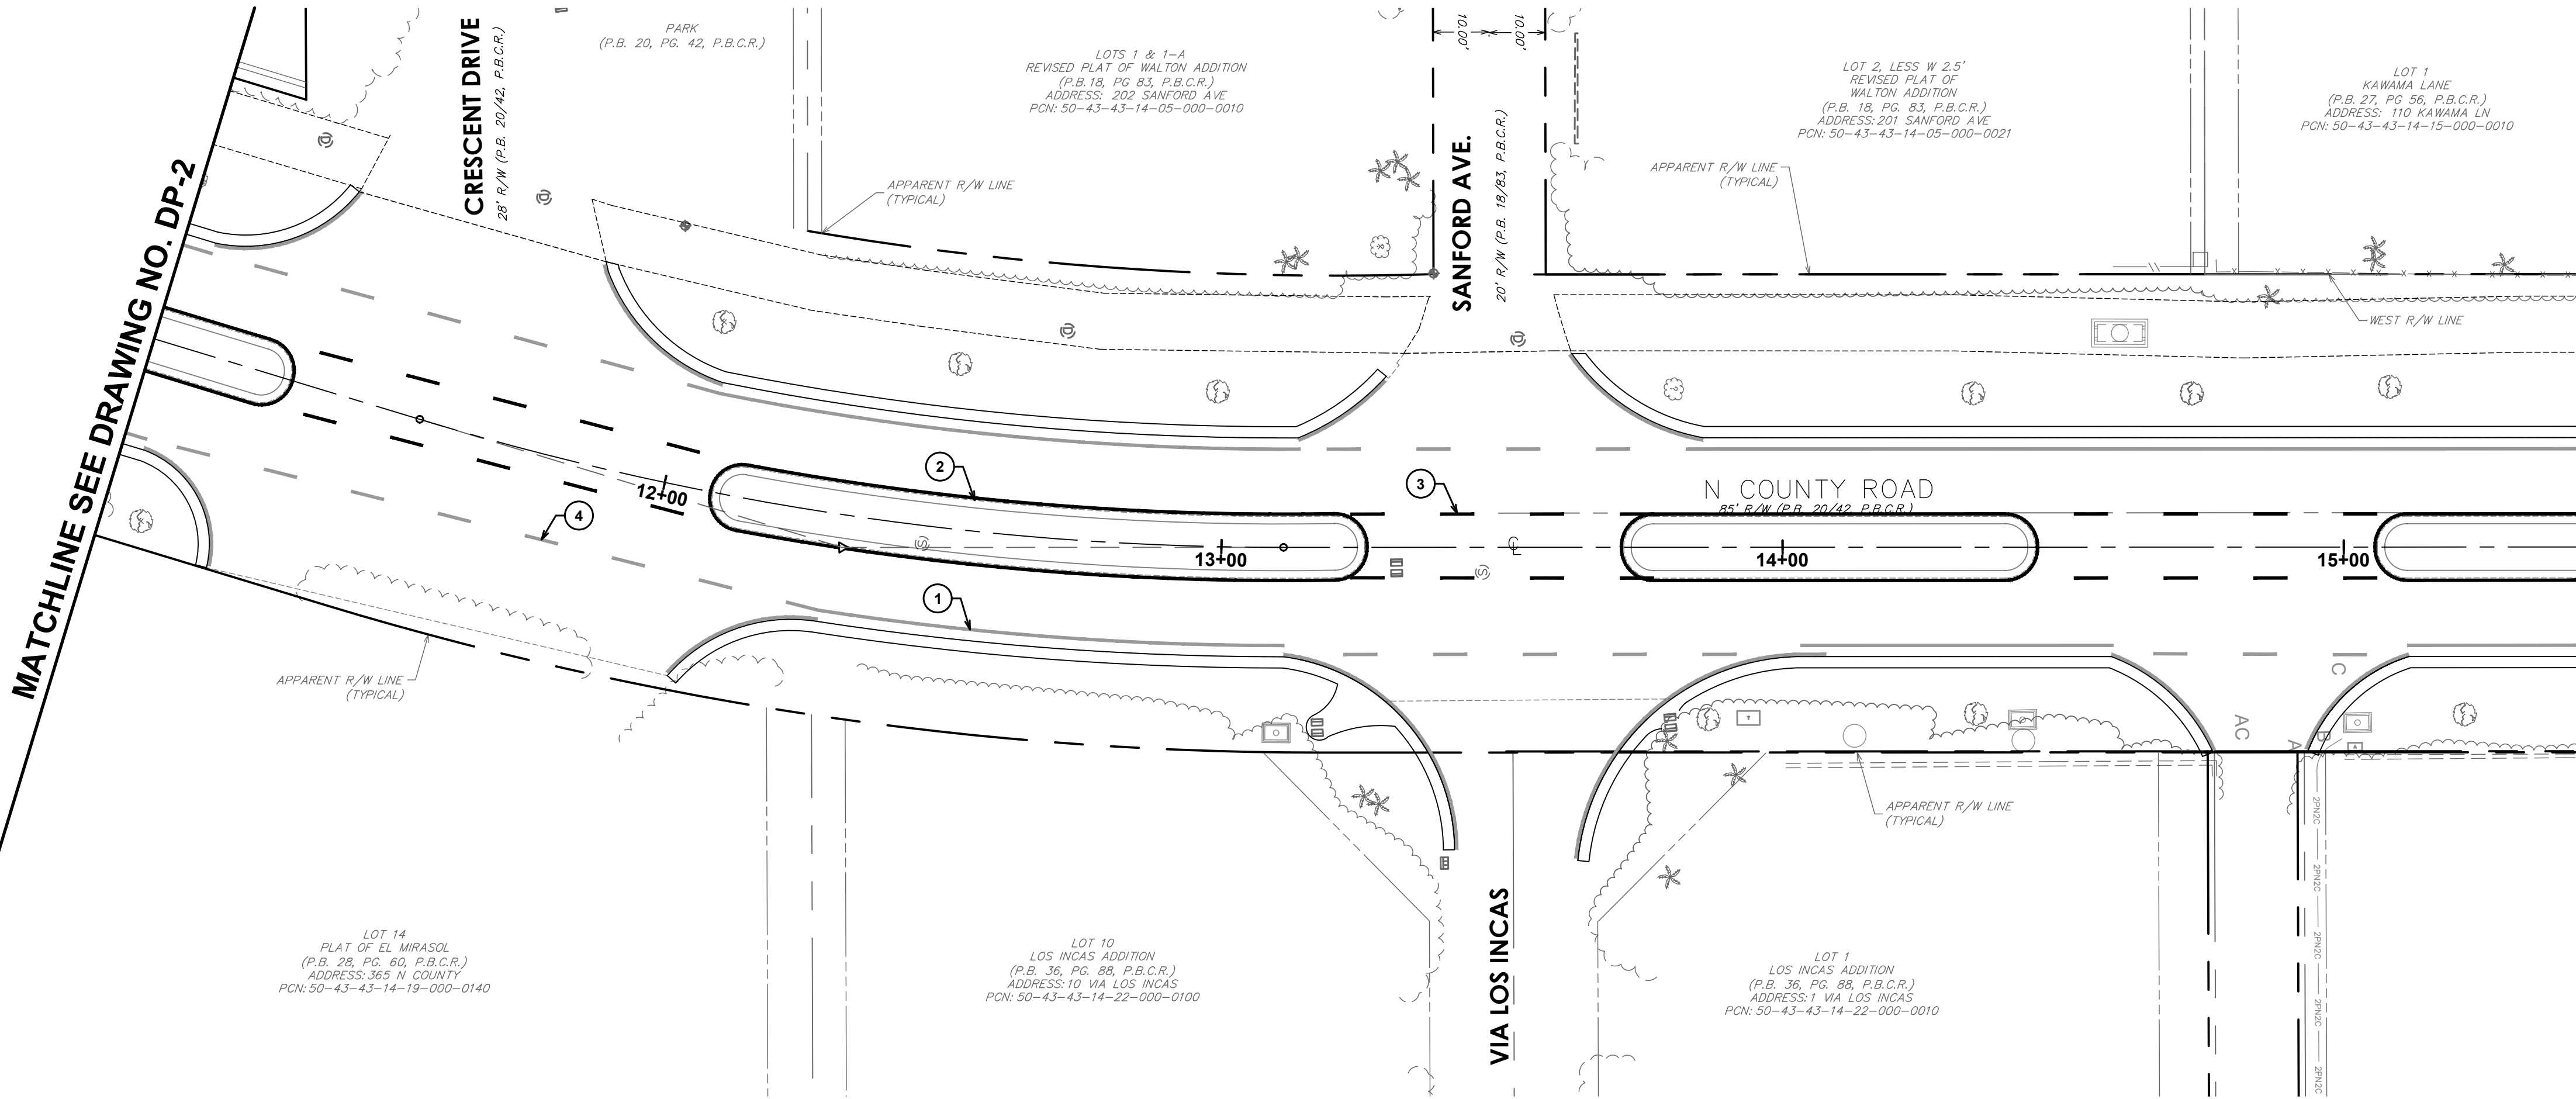 MATCHLINE SEE DRAWING NO. DP-2
CRESCENT DRIVE
28' R/W (P.B. 20/42, P.B.C.R.)
PARK
(P.B. 20, PG. 42, P.B.C.R.)
LOTS 1 & 1-A
REVISED PLAT OF WALTON ADDITION
(P.B.18, PG 83, P.B.C.R.)
ADDRESS: 202 SANFORD AVE
PCN: 50-43-43-14-05-000-0010
APPARENT R/W LINE
(TYPICAL)
10.00'
10.00'
SANFORD AVE.
20' R/W (P.B. 18/83, P.B.C.R.)
LOT 2, LESS W 2.5'
REVISED PLAT OF
WALTON ADDITION
(P.B. 18, PG. 83, P.B.C.R.)
ADDRESS:201 SANFORD AVE
PCN: 50-43-43-14-05-000-0021
APPARENT R/W LINE
(TYPICAL)
LOT 1
KAWAMA LANE
(P.B. 27, PG 56, P.B.C.R.)
ADDRESS: 110 KAWAMA LN
PCN: 50-43-43-14-15-000-0010
WEST R/W LINE
2
3
4
1
N COUNTY ROAD
85' R/W (P.B. 20/42, P.B.C.R.)
12+00
13+00
14+00
15+00
C
AC
A
B
APPARENT R/W LINE
(TYPICAL)
APPARENT R/W LINE
(TYPICAL)
LOT 14
PLAT OF EL MIRASOL
(P.B. 28, PG. 60, P.B.C.R.)
ADDRESS:365 N COUNTY
PCN:50-43-43-14-19-000-0140
LOT 10
LOS INCAS ADDITION
(P.B. 36, PG. 88, P.B.C.R.)
ADDRESS:10 VIA LOS INCAS
PCN: 50-43-43-14-22-000-0100
VIA LOS INCAS
LOT 1
LOS INCAS ADDITION
(P.B. 36, PG. 88, P.B.C.R.)
ADDRESS:1 VIA LOS INCAS
PCN: 50-43-43-14-22-000-0010
2PN2C
2PN2C
2PN2C
2PN2C
2PN2C